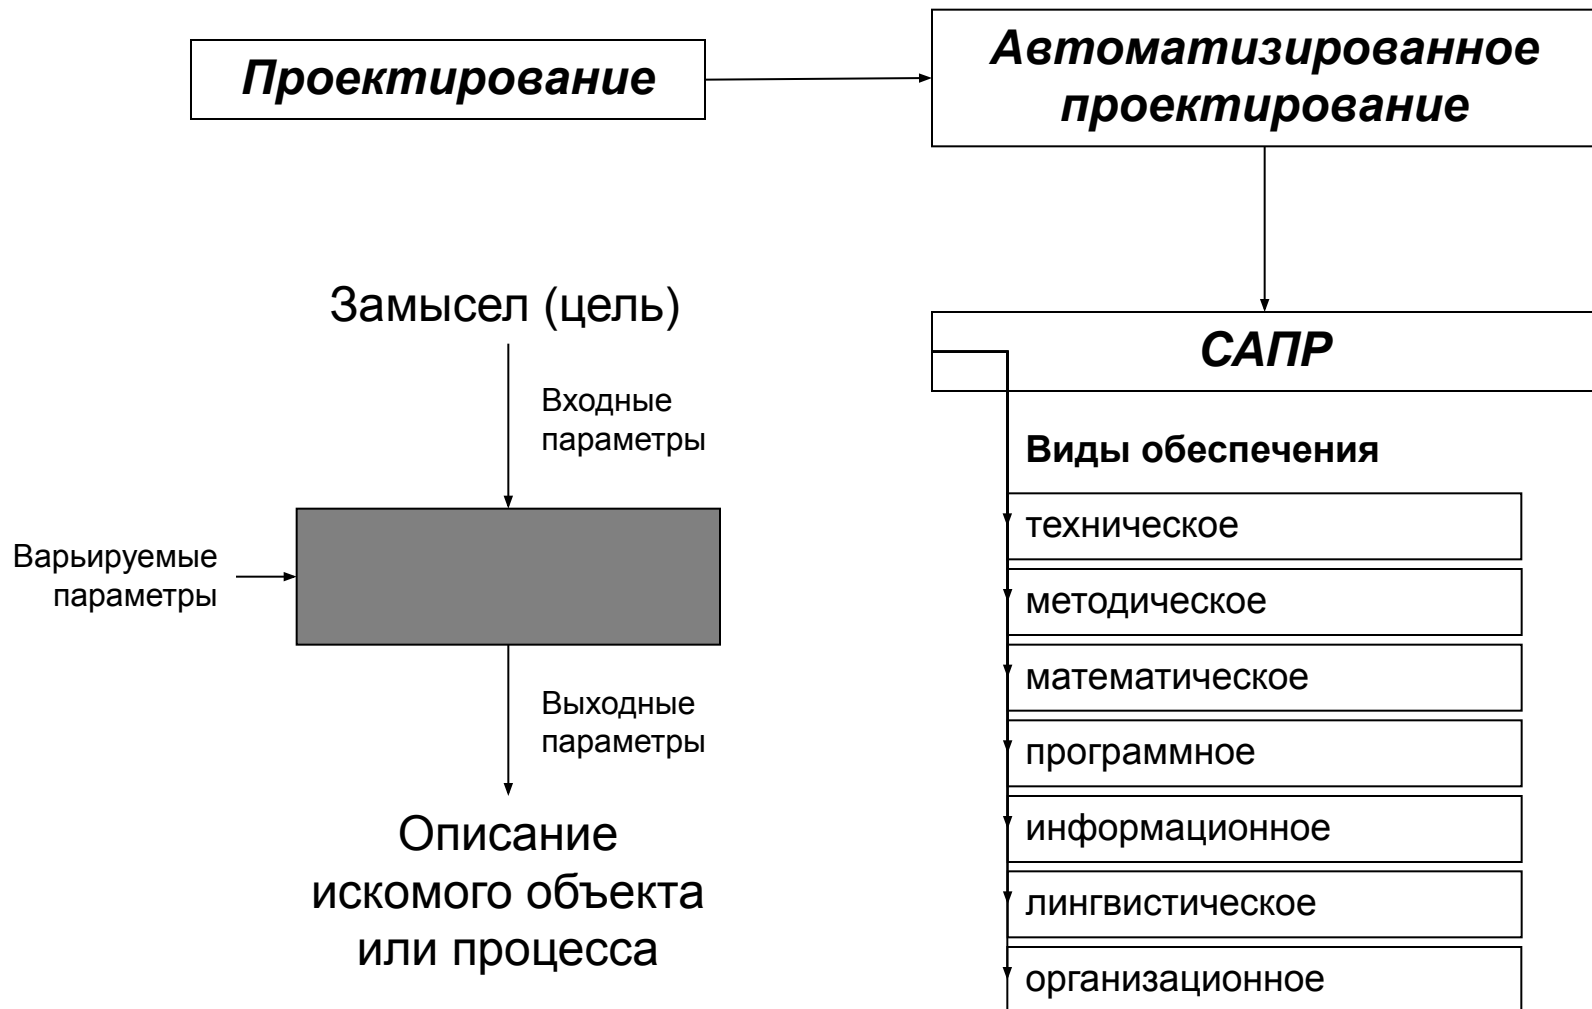 Проектирование
Автоматизированное
проектирование
Замысел (цель)
Входные
параметры
Варьируемые
параметры
Выходные
параметры
Описание
искомого объекта
или процесса
САПР
Виды обеспечения
техническое
методическое
математическое
программное
информационное
лингвистическое
организационное